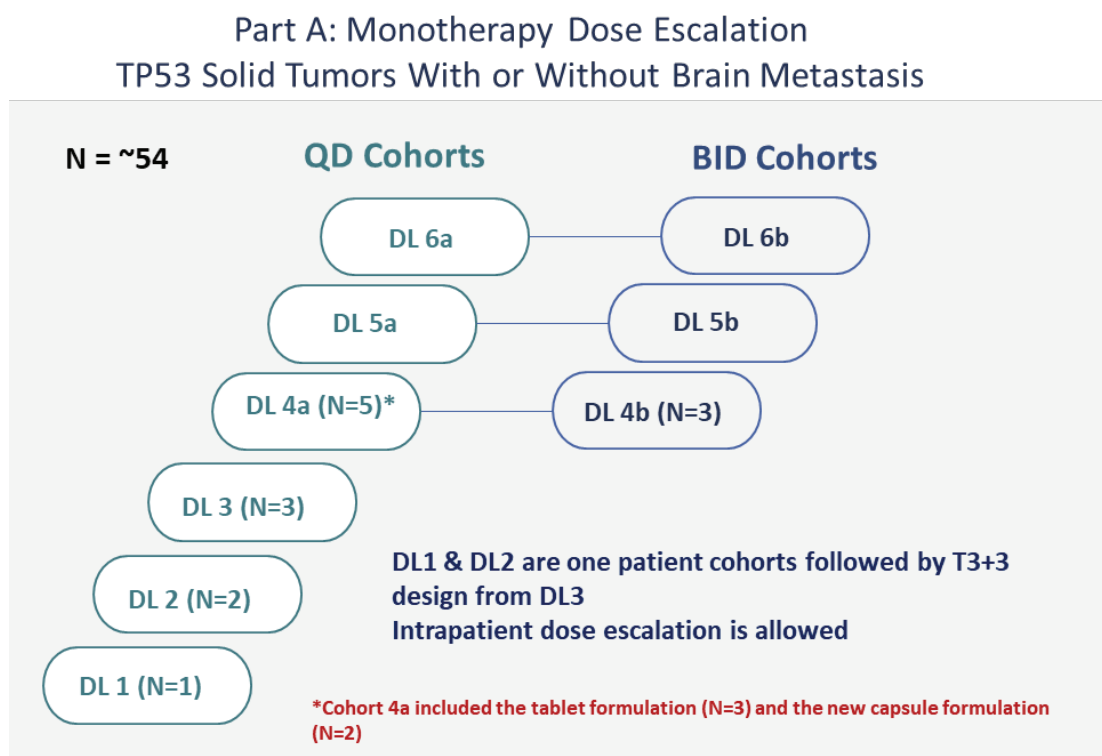 Part A: Monotherapy Dose Escalation
TP53 Solid Tumors With or Without Brain Metastasis
N = ~54
QD Cohorts
BID Cohorts
DL 6a
DL 6b
DL 5a
DL 5b
DL 4a (N=5)*
DL 4b (N=3)
DL 3 (N=3)
DL 2 (N=2)
DL 1 (N=1)
DL1 & DL2 are one patient cohorts followed by T3+3
design from DL3
Intrapatient dose escalation is allowed
*Cohort 4a included the tablet formulation (N=3) and the new capsule formulation
(N=2)